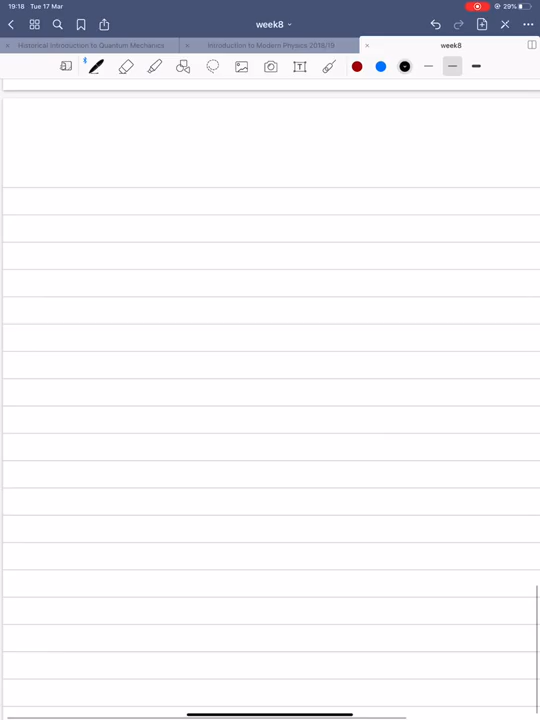 19:18 Tue 17 Mar 29%
week8
Historical Introduction to Quantum Mechanics Introduction to Modern Physics 2018/19 week8
T